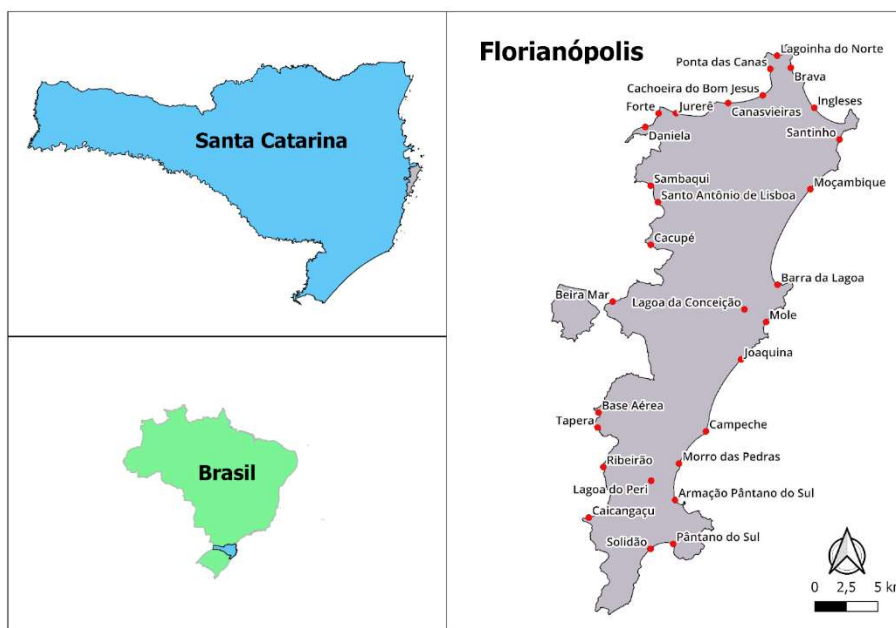 Santa Catarina
Brasil
Florianópolis
Lagoinha do Norte
Ponta das Canas
Brava
Cachoeira do Bom Jesus
Forte
Jurerê
Canasvieiras
Ingleses
Daniela
Santinho
Sambaqui
Moçambique
Santo Antônio de Lisboa
Cacupé
Barra da Lagoa
Beira Mar
Lagoa da Conceição
Mole
Joaquina
Base Aérea
Tapera
Campeche
Ribeirão
Morro das Pedras
Lagoa do Peri
Armação Pântano do Sul
Caicangaçu
Solidão
Pântano do Sul
0 2,5 5 km